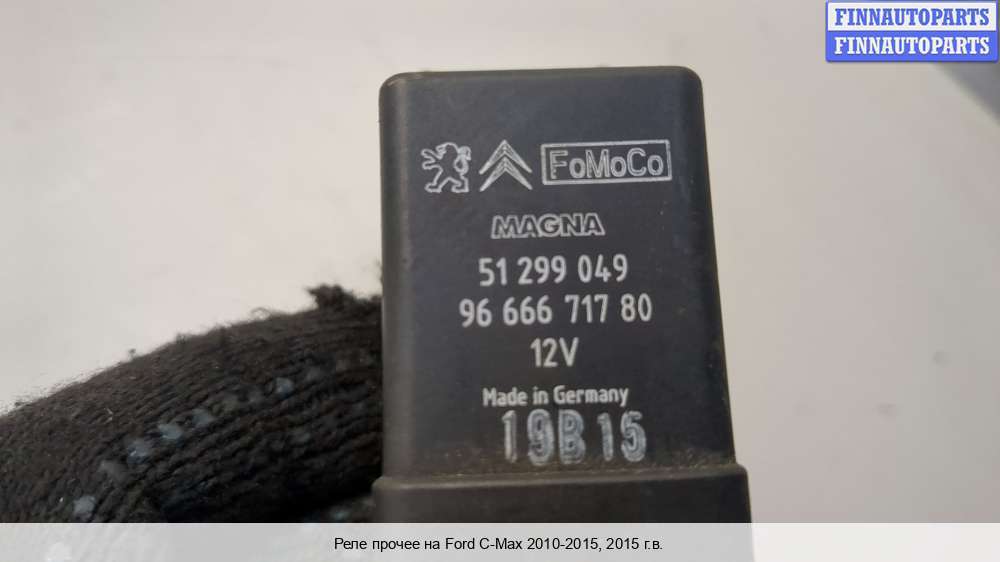 FINNAUTOPARTS
FINNAUTOPARTS
FoMoCo
MAGNA
51 299 049
96 666 717 80
12V
Made in Germany
19B15
Реле прочее на Ford C-Max 2010-2015, 2015 г.в.